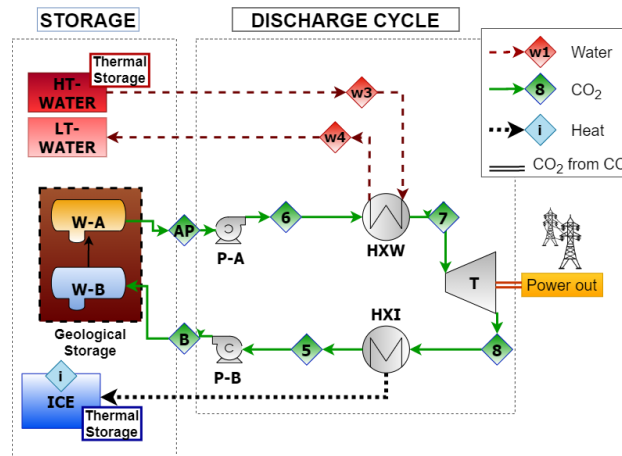 STORAGE
DISCHARGE CYCLE
Thermal
Storage
HT-
WATER
LT-
WATER
w3
w4
w1
Water
8
CO2
i
Heat
CO2 from CC
W-A
W-B
AP
P-A
6
HXW
7
T
Power out
Geological
Storage
B
P-B
5
HXI
8
i
ICE
Thermal
Storage